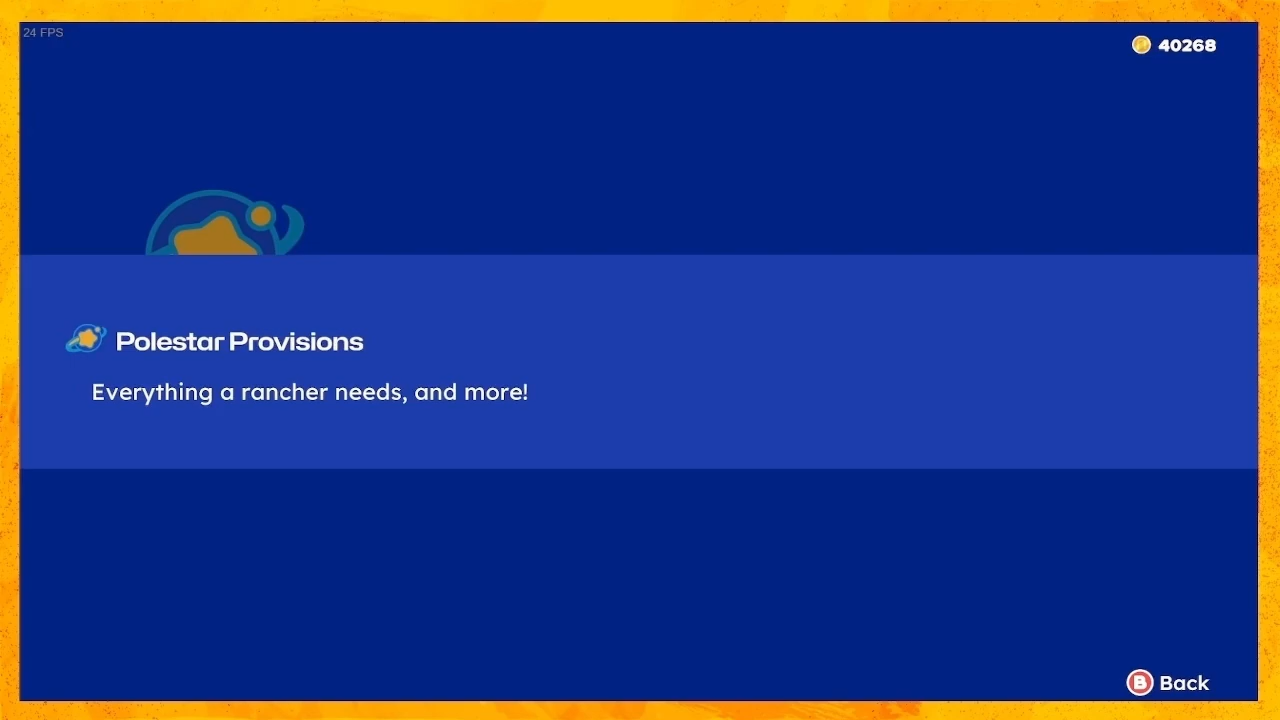 24 FPS
40268
Polestar Provisions
Everything a rancher needs, and more!
B Back